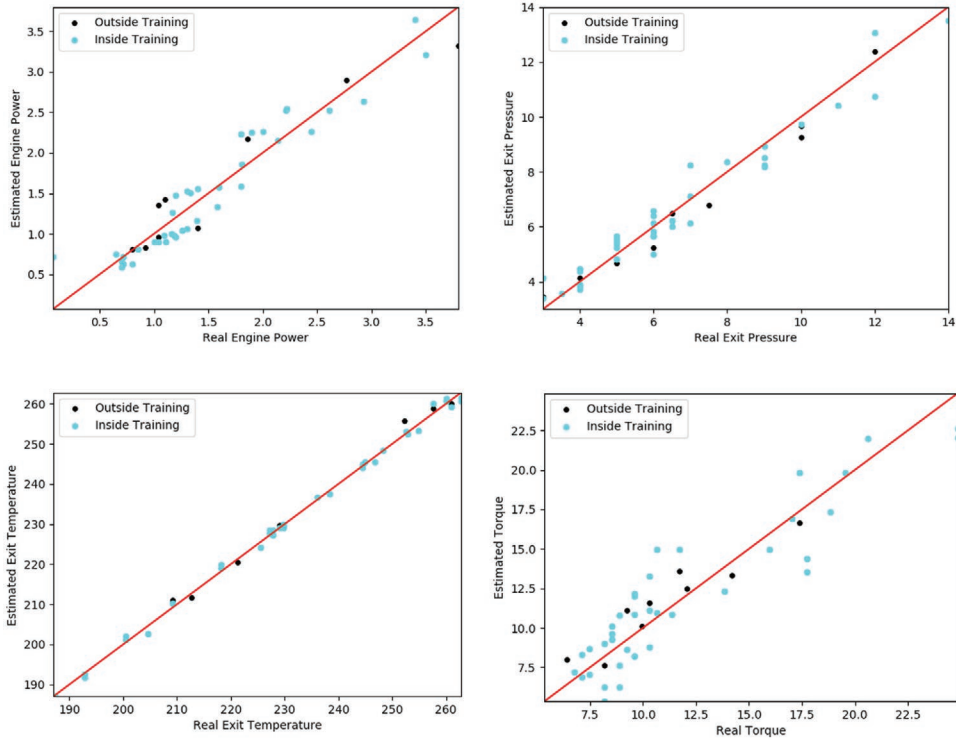 Outside Training
Inside Training
3.5
3.0
2.5
2.0
1.5
1.0
0.5
Estimated Engine Power
0.5 1.0 1.5 2.0 2.5 3.0 3.5
Real Engine Power
Outside Training
Inside Training
14
12
10
8
6
4
Estimated Exit Pressure
4 6 8 10 12 14
Real Exit Pressure
Outside Training
Inside Training
260
250
240
230
220
210
200
190
Estimated Exit Temperature
190 200 210 220 230 240 250 260
Real Exit Temperature
Outside Training
Inside Training
22.5
20.0
17.5
15.0
12.5
10.0
7.5
Estimated Torque
7.5 10.0 12.5 15.0 17.5 20.0 22.5
Real Torque